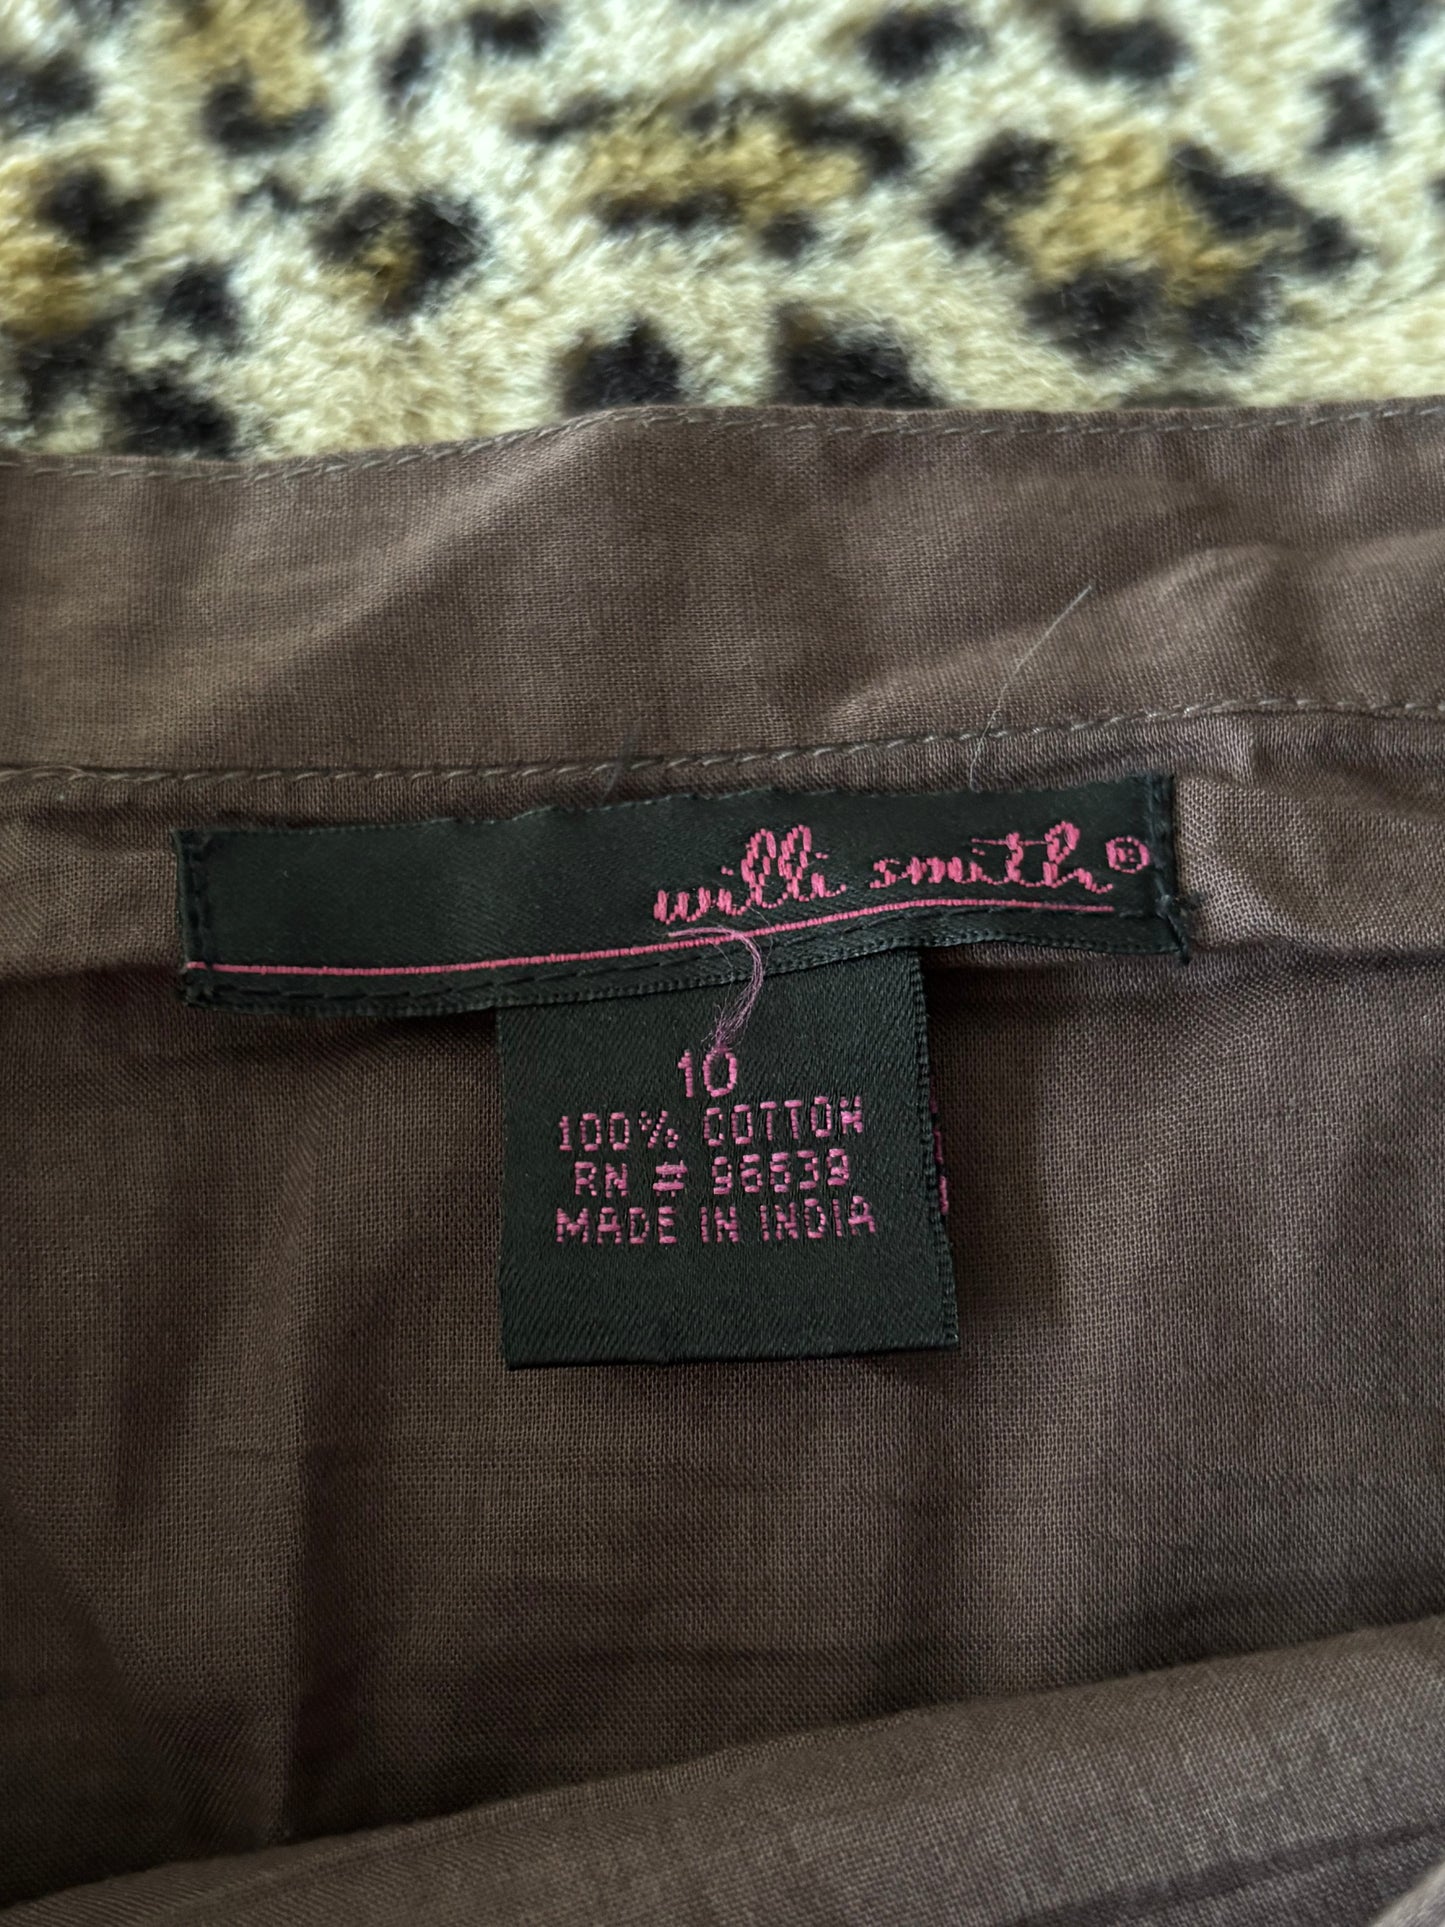 willi smith®
10
100% COTTON
RN # 96539
MADE IN INDIA